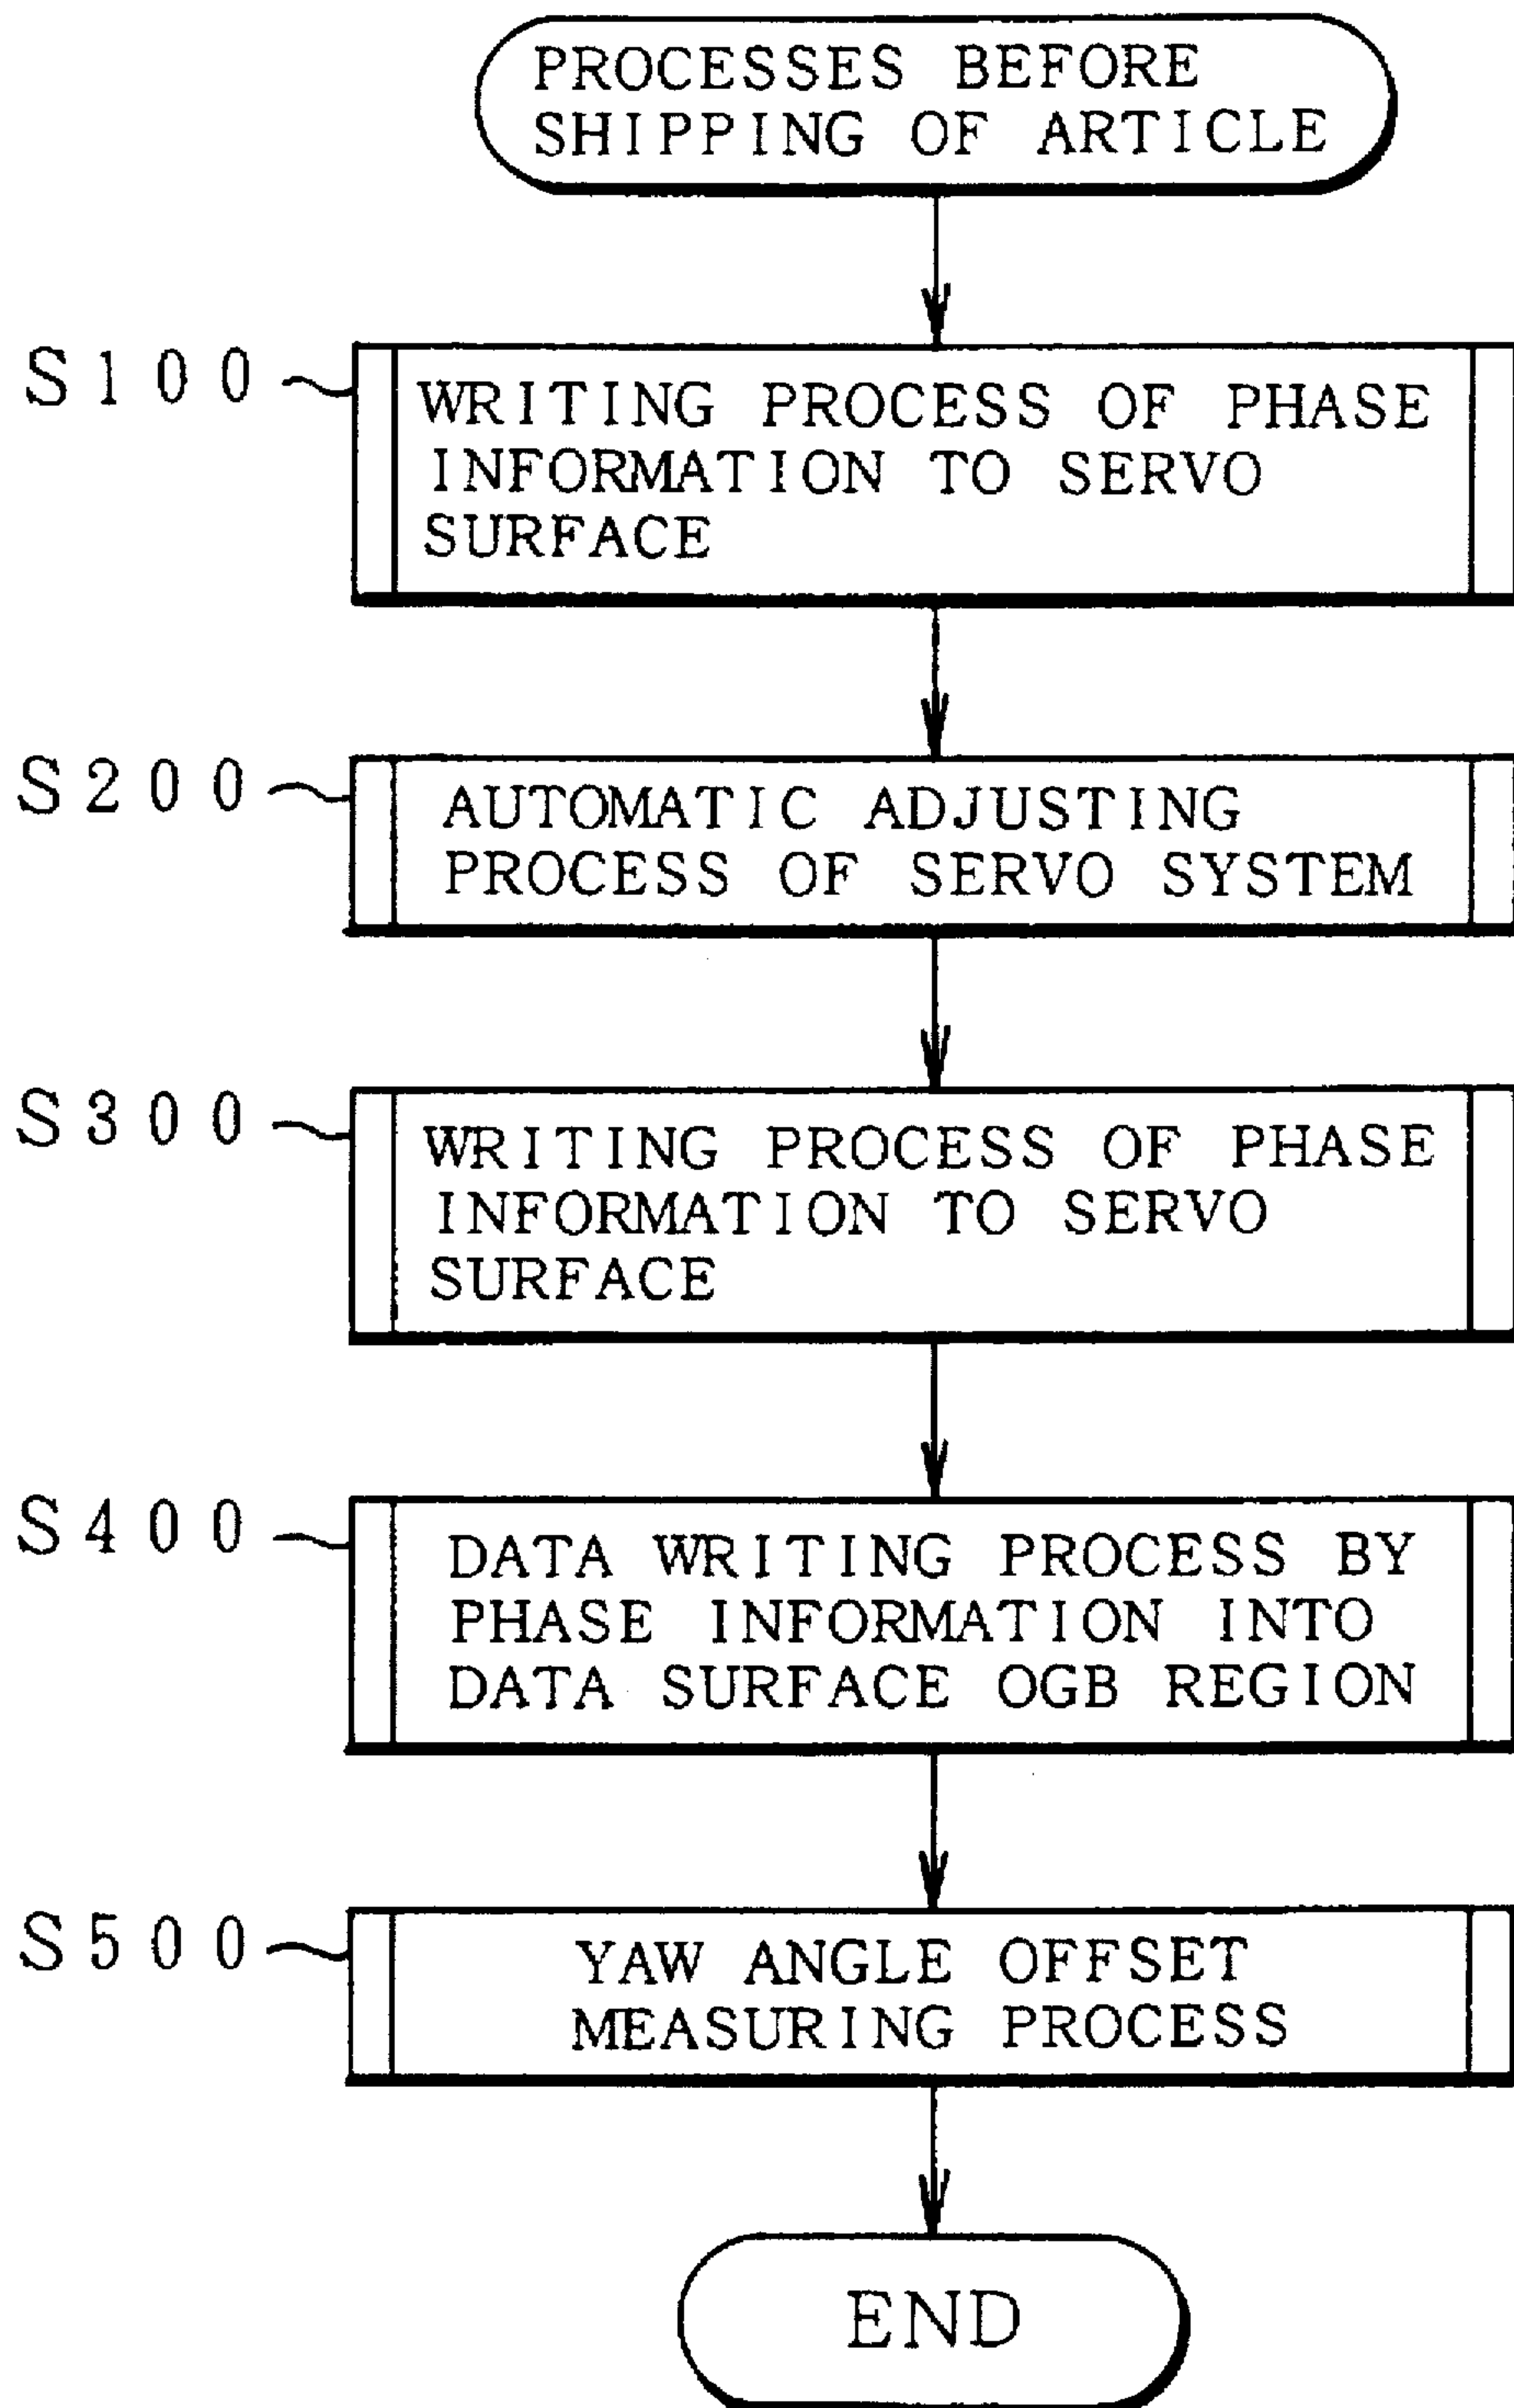 PROCESSES BEFORE
SHIPPING OF ARTICLE
S100
WRITING PROCESS OF PHASE
INFORMATION TO SERVO
SURFACE
S200
AUTOMATIC ADJUSTING
PROCESS OF SERVO SYSTEM
S300
WRITING PROCESS OF PHASE
INFORMATION TO SERVO
SURFACE
S400
DATA WRITING PROCESS BY
PHASE INFORMATION INTO
DATA SURFACE OGB REGION
S500
YAW ANGLE OFFSET
MEASURING PROCESS
END